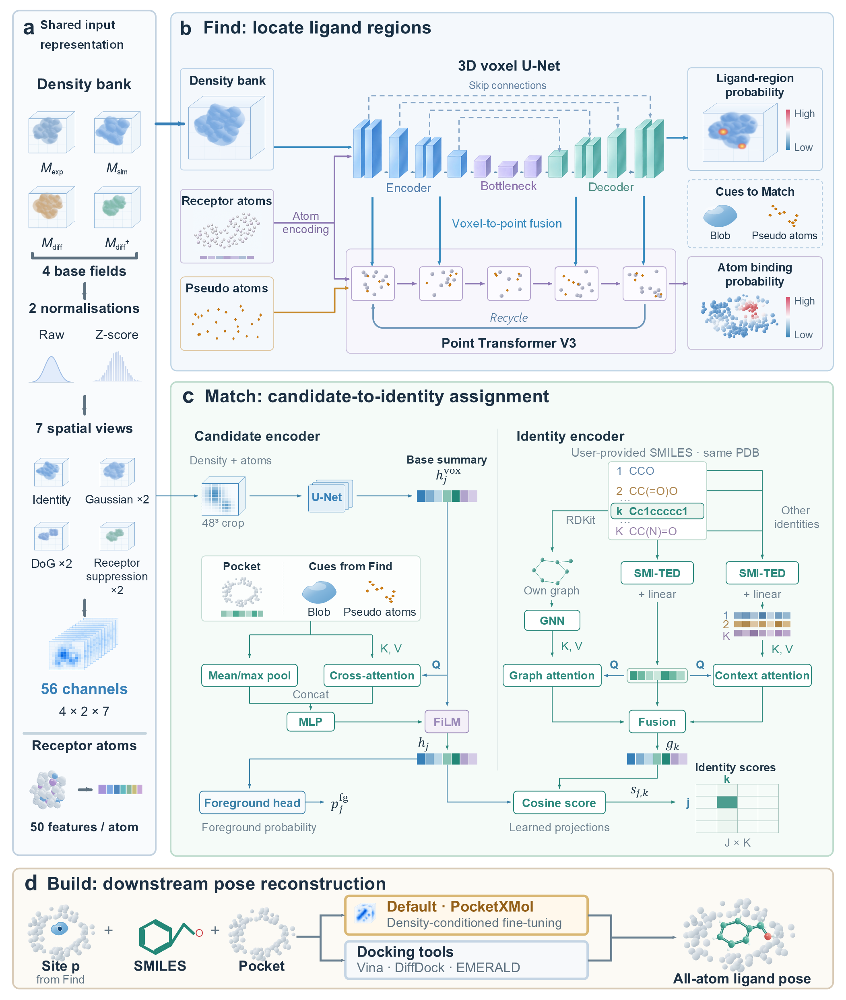 a Shared input
representation
Density bank
M_exp
M_sim
M_diff
M_diff^+
4 base fields
2 normalisations
Raw
Z-score
7 spatial views
Identity
Gaussian ×2
DoG ×2
Receptor
suppression
×2
56 channels
4 × 2 × 7
Receptor atoms
50 features / atom
b Find: locate ligand regions
Density bank
Receptor atoms
Pseudo atoms
Atom
encoding
3D voxel U-Net
Skip connections
Encoder
Bottleneck
Decoder
Voxel-to-point fusion
Recycle
Point Transformer V3
Ligand-region
probability
High
Low
Cues to Match
Blob
Pseudo atoms
Atom binding
probability
High
Low
c Match: candidate-to-identity assignment
Candidate encoder
Density + atoms
48³ crop
U-Net
Base summary
h_j^vox
Pocket
Cues from Find
Blob
Pseudo atoms
K, V
Mean/max pool
Cross-attention
Q
Concat
MLP
FiLM
h_j
Foreground head
p_j^fg
Foreground probability
Identity encoder
User-provided SMILES · same PDB
1 CCO
2 CC(=O)O
...
k Cc1ccccc1
...
K CC(N)=O
RDKit
Other
identities
Own graph
GNN
K, V
SMI-TED
+ linear
SMI-TED
+ linear
1
2
K
K, V
Graph attention
Q
Q
Context attention
Fusion
g_k
Cosine score
Learned projections
s_j,k
Identity scores
k
j
J × K
d Build: downstream pose reconstruction
Site p
from Find
+
O
SMILES
+
Pocket
Default · PocketXMol
Density-conditioned fine-tuning
Docking tools
Vina · DiffDock · EMERALD
All-atom ligand pose